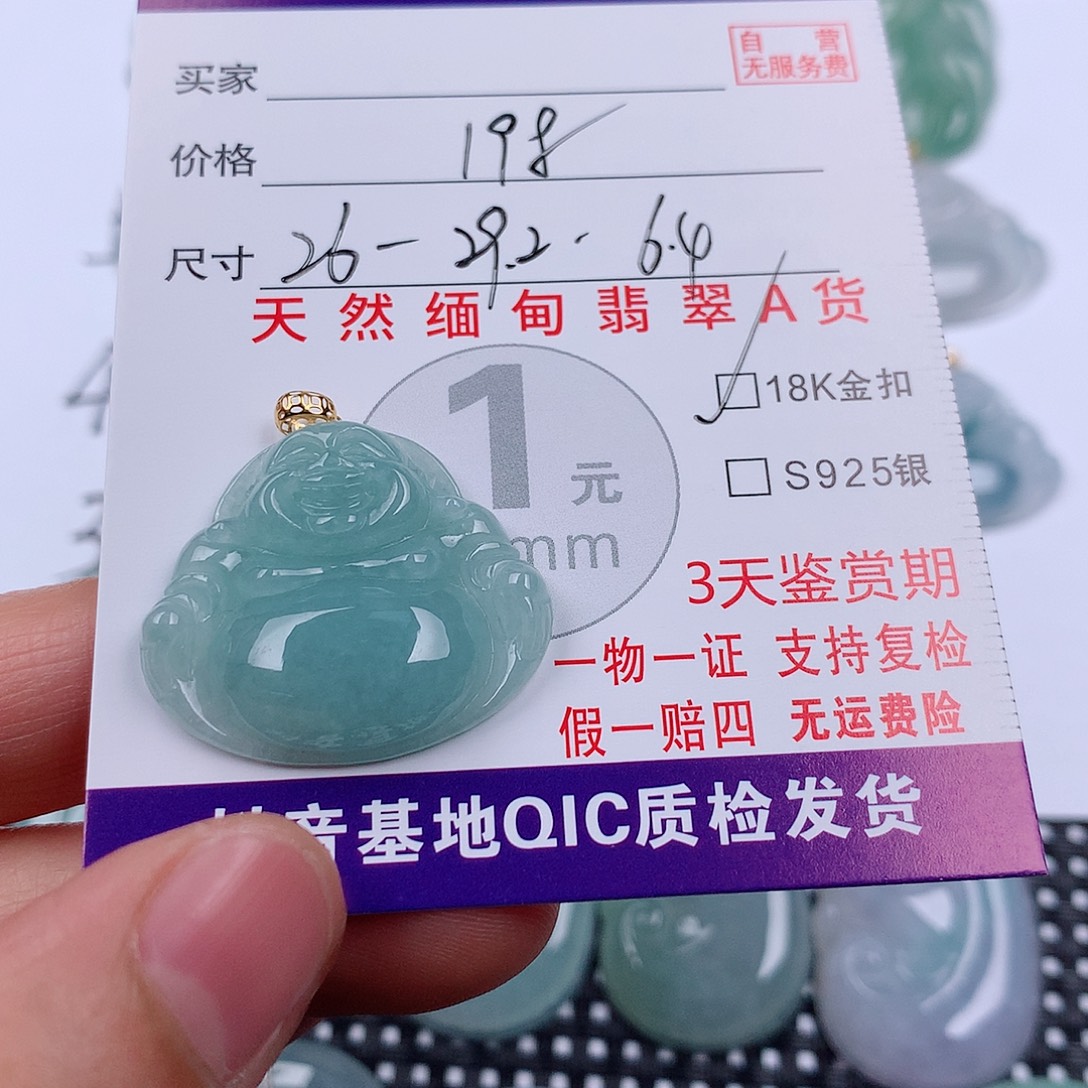 自 营
无服务费
买家
价格 198
尺寸 26-29.2·6.4
天然缅甸翡翠A货
1元
mm
18K金扣
S925银
3天鉴赏期
一物一证 支持复检
假一赔四 无运费险
音基地QIC质检发货